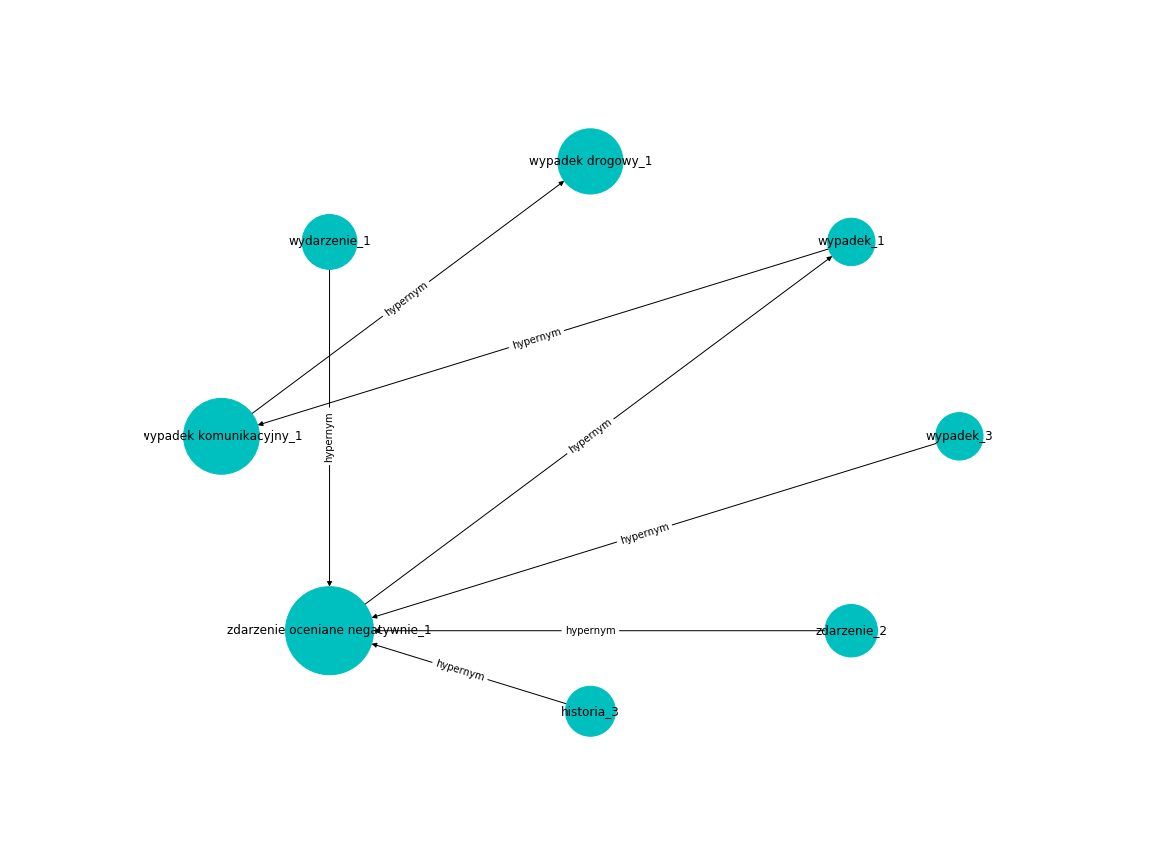 wypadek drogowy_1
wydarzenie_1
wypadek_1
hypernym
hypernym
hypernym
hypernym
wypadek komunikacyjny_1
wypadek_3
hypernym
zdarzenie oceniane negatywnie_1
hypernym
zdarzenie_2
hypernym
historia_3